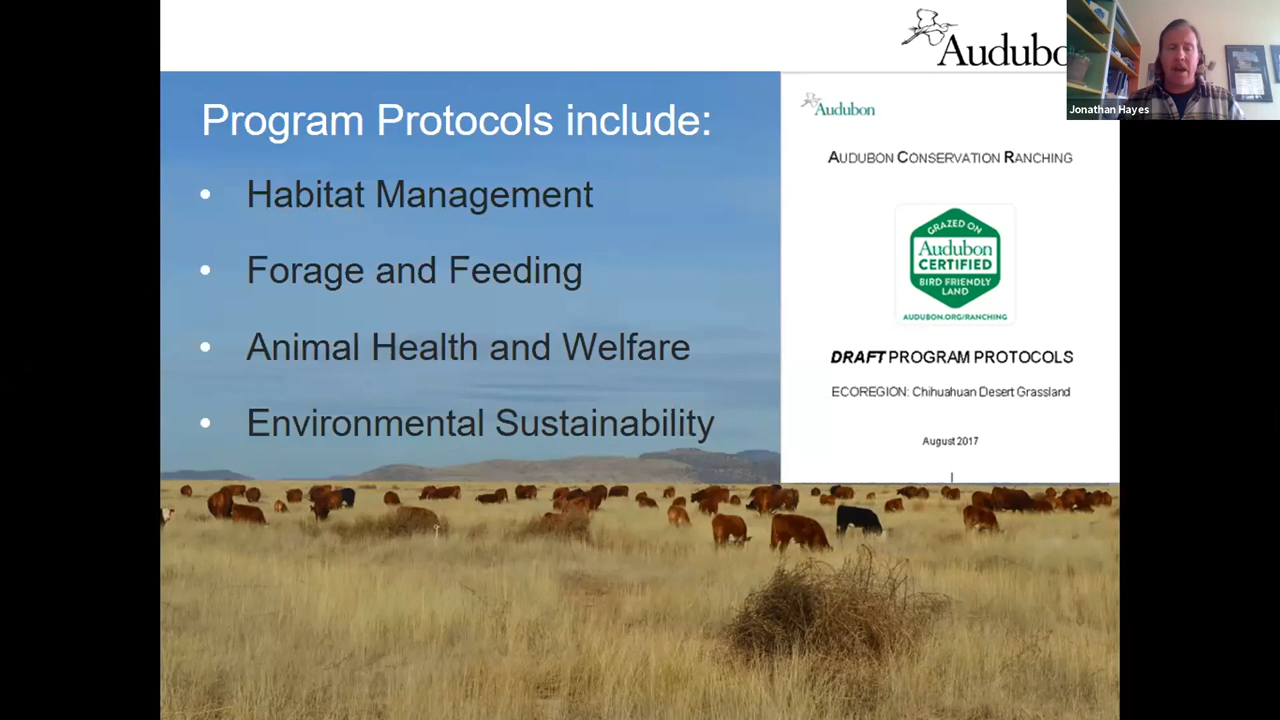 Audubo
Jonathan Hayes
Program Protocols include:
• Habitat Management
• Forage and Feeding
• Animal Health and Welfare
• Environmental Sustainability
Audubon
AUDUBON CONSERVATION RANCHING
GRAZED ON
Audubon
CERTIFIED
BIRD FRIENDLY
LAND
AUDUBON.ORG/RANCHING
DRAFT PROGRAM PROTOCOLS
ECOREGION: Chihuahuan Desert Grassland
August 2017